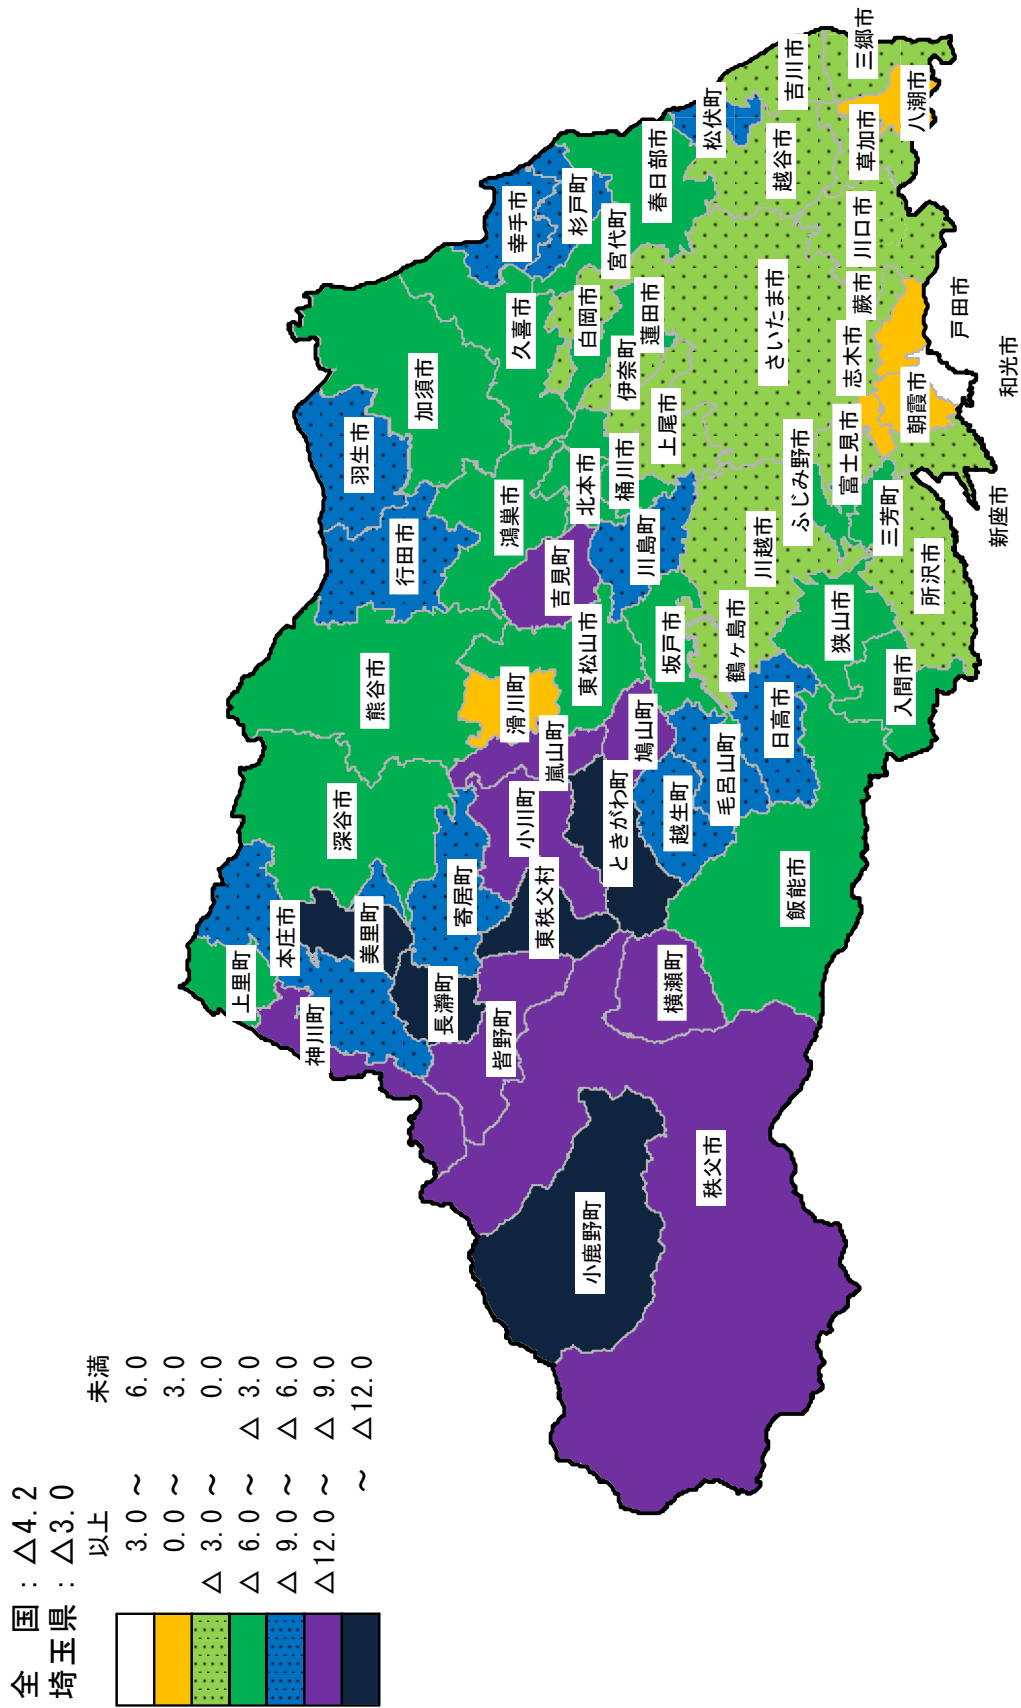 全　国：△4.2
埼玉県：△3.0
以上　未満
3.0 ～ 6.0
0.0 ～ 3.0
△ 3.0 ～ 0.0
△ 6.0 ～ △ 3.0
△ 9.0 ～ △ 6.0
△12.0 ～ △ 9.0
～ △12.0
上里町
本庄市
神川町
美里町
深谷市
熊谷市
行田市
羽生市
加須市
長瀞町
寄居町
皆野町
滑川町
嵐山町
小川町
東秩父村
ときがわ町
鳩山町
東松山市
吉見町
鴻巣市
北本市
桶川市
川島町
久喜市
幸手市
杉戸町
宮代町
白岡市
蓮田市
伊奈町
上尾市
春日部市
松伏町
小鹿野町
秩父市
横瀬町
越生町
毛呂山町
坂戸市
鶴ヶ島市
日高市
飯能市
川越市
さいたま市
越谷市
吉川市
三郷市
草加市
八潮市
川口市
蕨市
戸田市
志木市
朝霞市
和光市
富士見市
ふじみ野市
三芳町
新座市
所沢市
狭山市
入間市